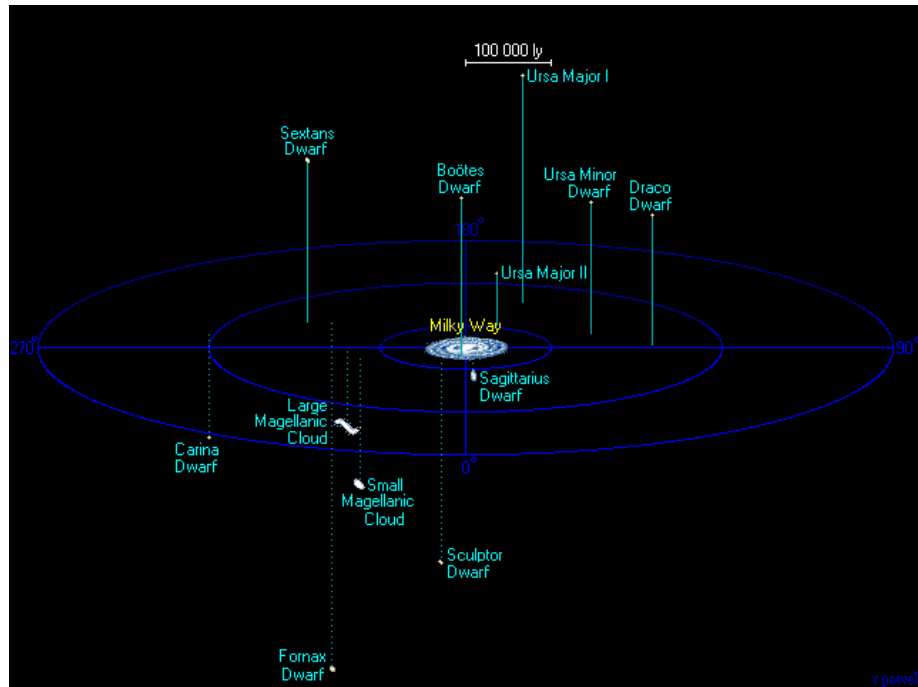 100 000 ly
Ursa Major I
Sextans
Dwarf
Boötes
Dwarf
Ursa Minor
Dwarf
Draco
Dwarf
180°
Ursa Major II
Milky Way
270°
90°
Sagittarius
Dwarf
Large
Magellanic
Cloud
Carina
Dwarf
0°
Small
Magellanic
Cloud
Sculptor
Dwarf
Fornax
Dwarf